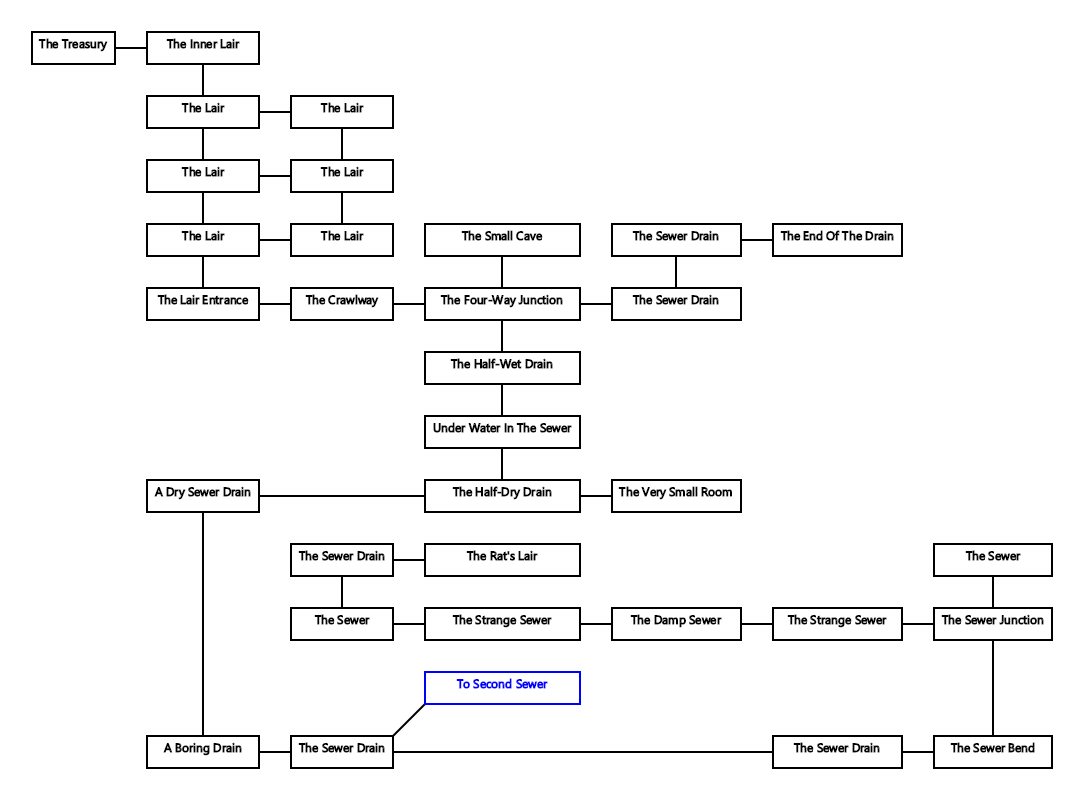 The Treasury
The Inner Lair
The Lair
The Lair
The Lair
The Lair
The Lair
The Lair
The Small Cave
The Sewer Drain
The End Of The Drain
The Lair Entrance
The Crawlway
The Four-Way Junction
The Sewer Drain
The Half-Wet Drain
Under Water In The Sewer
A Dry Sewer Drain
The Half-Dry Drain
The Very Small Room
The Sewer Drain
The Rat's Lair
The Sewer
The Sewer
The Strange Sewer
The Damp Sewer
The Strange Sewer
The Sewer Junction
To Second Sewer
A Boring Drain
The Sewer Drain
The Sewer Drain
The Sewer Bend